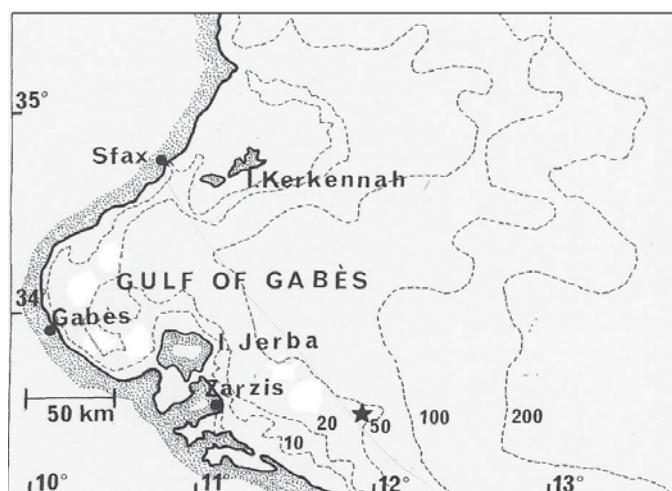 35°
Sfax
I.Kerkennah
GULF OF GABÈS
34
Gabès
I. Jerba
Zarzis
50 km
10
20
50
100
200
10°
11°
12
13°